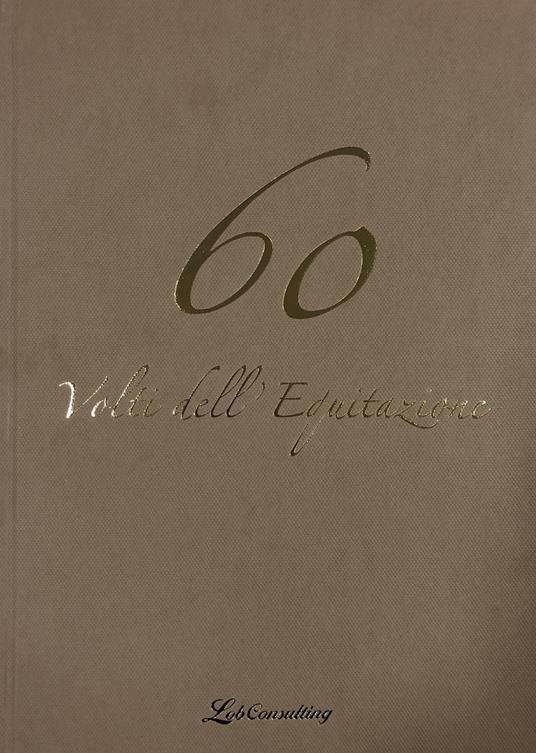 60
Volti dell' Equitazione
LobConsulting